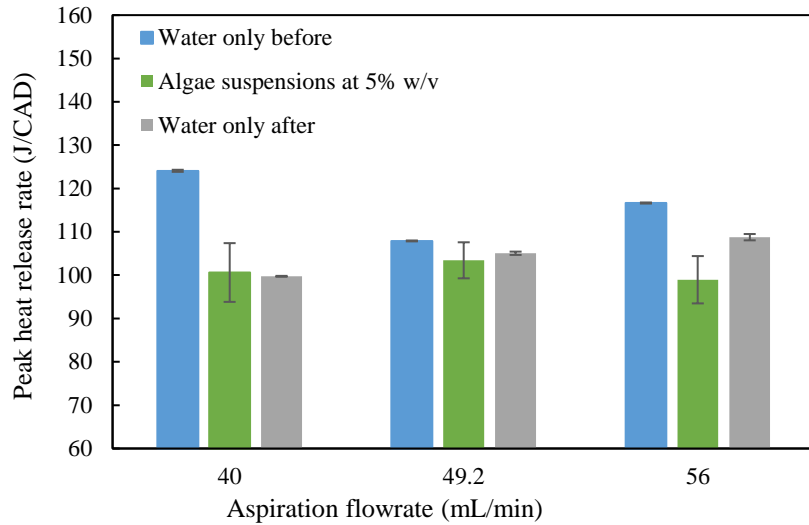 Peak heat release rate (J/CAD)
160
150
140
130
120
110
100
90
80
70
60
Water only before
Algae suspensions at 5% w/v
Water only after
40
49.2
56
Aspiration flowrate (mL/min)